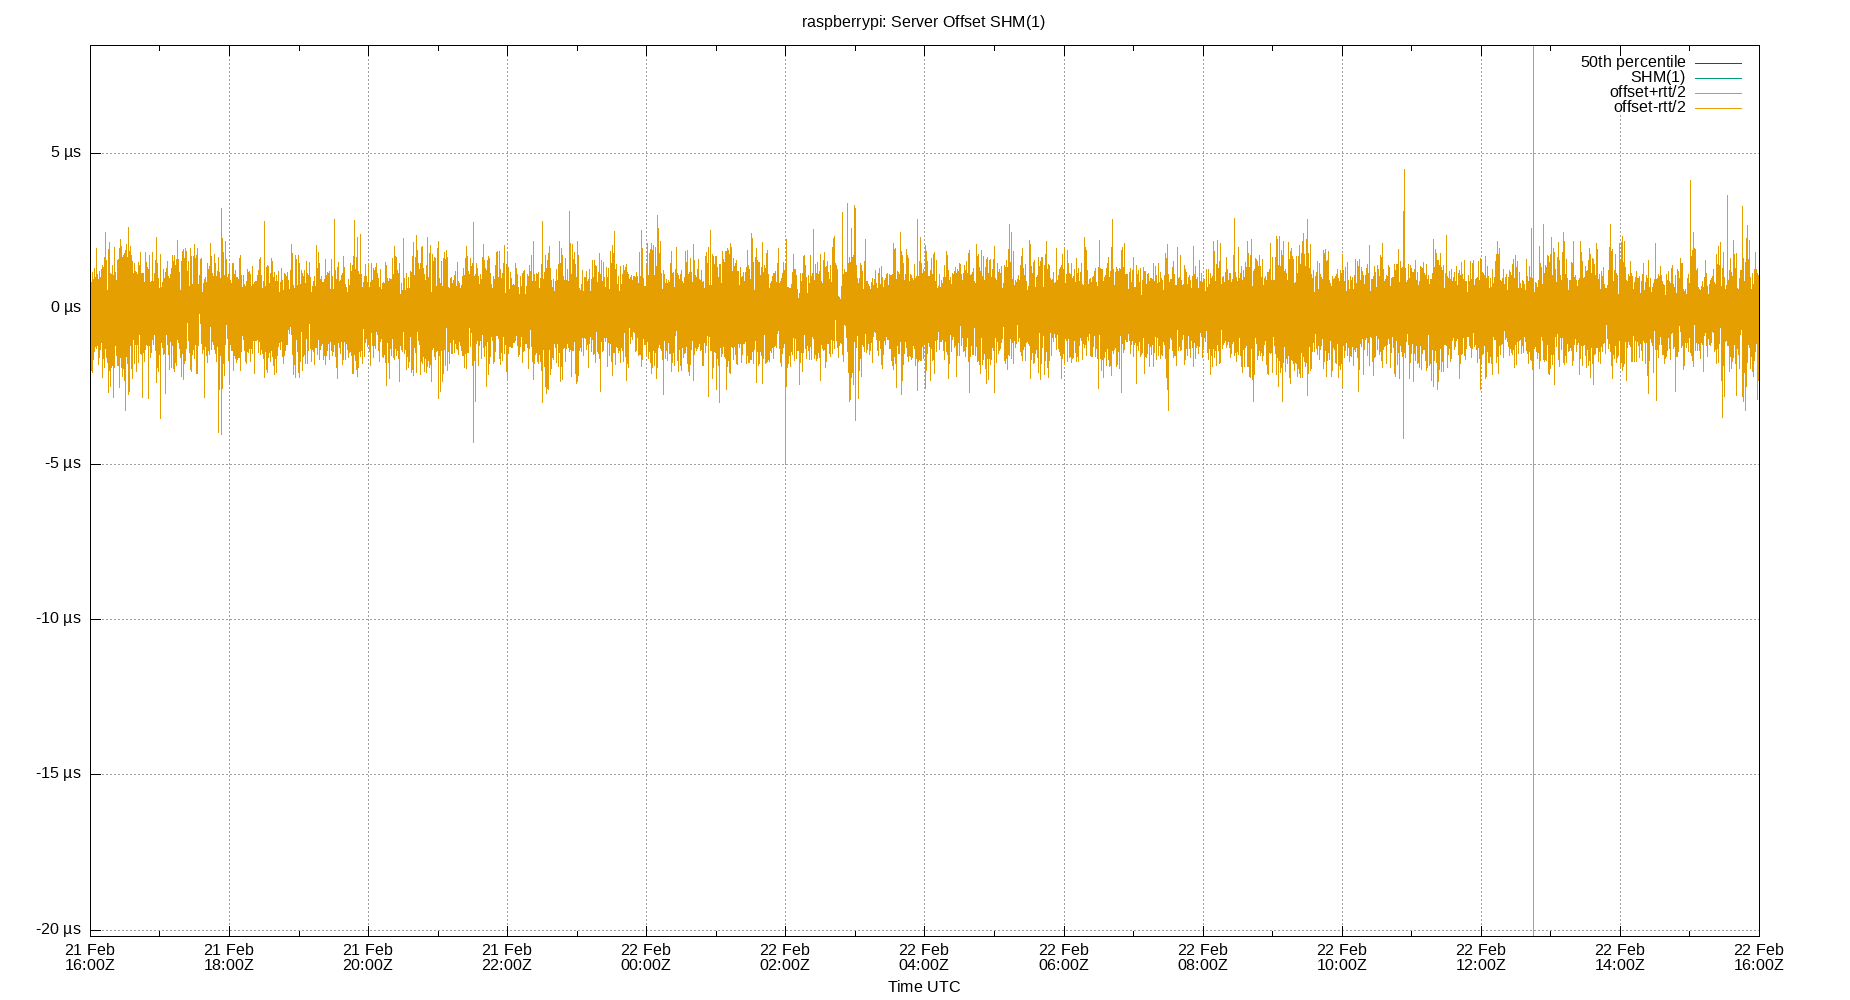 raspberrypi: Server Offset SHM(1)
50th percentile
SHM(1)
offset+rtt/2
offset-rtt/2
5 µs
0 µs
-5 µs
-10 µs
-15 µs
-20 µs
21 Feb 21 Feb 21 Feb 21 Feb 22 Feb 22 Feb 22 Feb 22 Feb 22 Feb 22 Feb 22 Feb 22 Feb 22 Feb
16:00Z 18:00Z 20:00Z 22:00Z 00:00Z 02:00Z 04:00Z 06:00Z 08:00Z 10:00Z 12:00Z 14:00Z 16:00Z
Time UTC